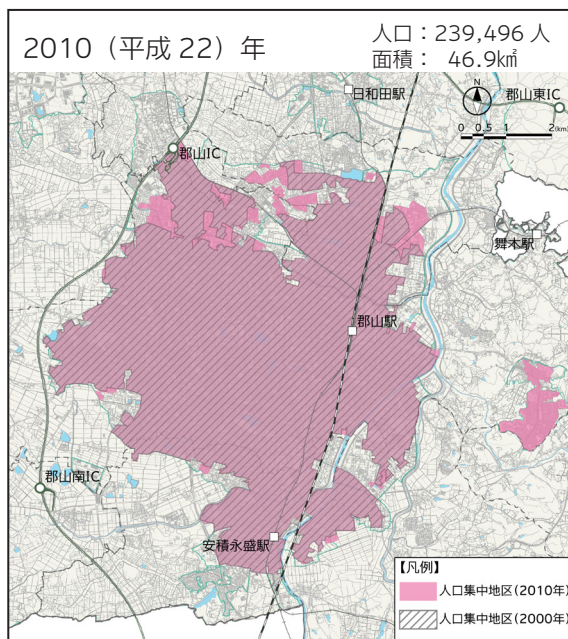 2010（平成 22）年
人口：239,496 人
面積： 46.9㎢
日和田駅
N
郡山東IC
0 0.5 1 2(km)
郡山IC
舞木駅
郡山駅
郡山南IC
安積永盛駅
【凡例】
人口集中地区(2010年)
人口集中地区(2000年)